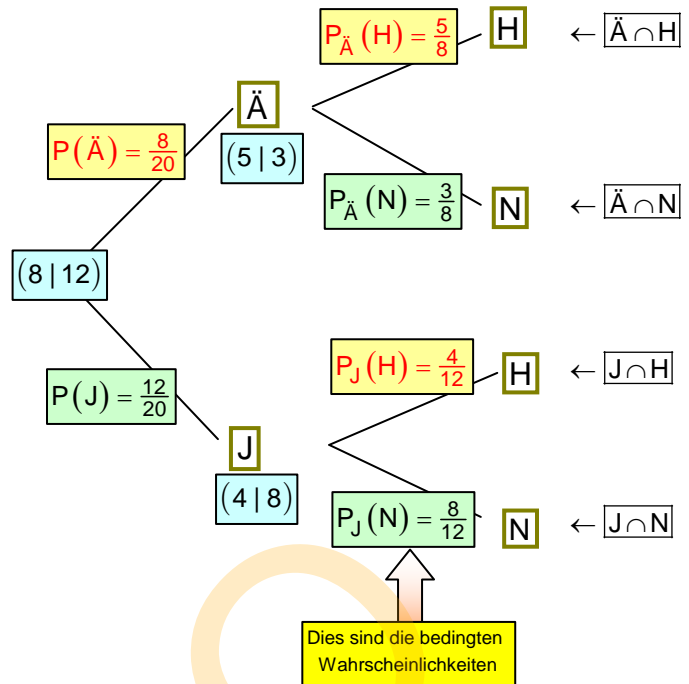 P_Ä(H) = 5/8
H
← Ä ∩ H
Ä
P(Ä) = 8/20
(5 | 3)
P_Ä(N) = 3/8
N
← Ä ∩ N
(8 | 12)
P_J(H) = 4/12
H
← J ∩ H
P(J) = 12/20
J
(4 | 8)
P_J(N) = 8/12
N
← J ∩ N
Dies sind die bedingten
Wahrscheinlichkeiten